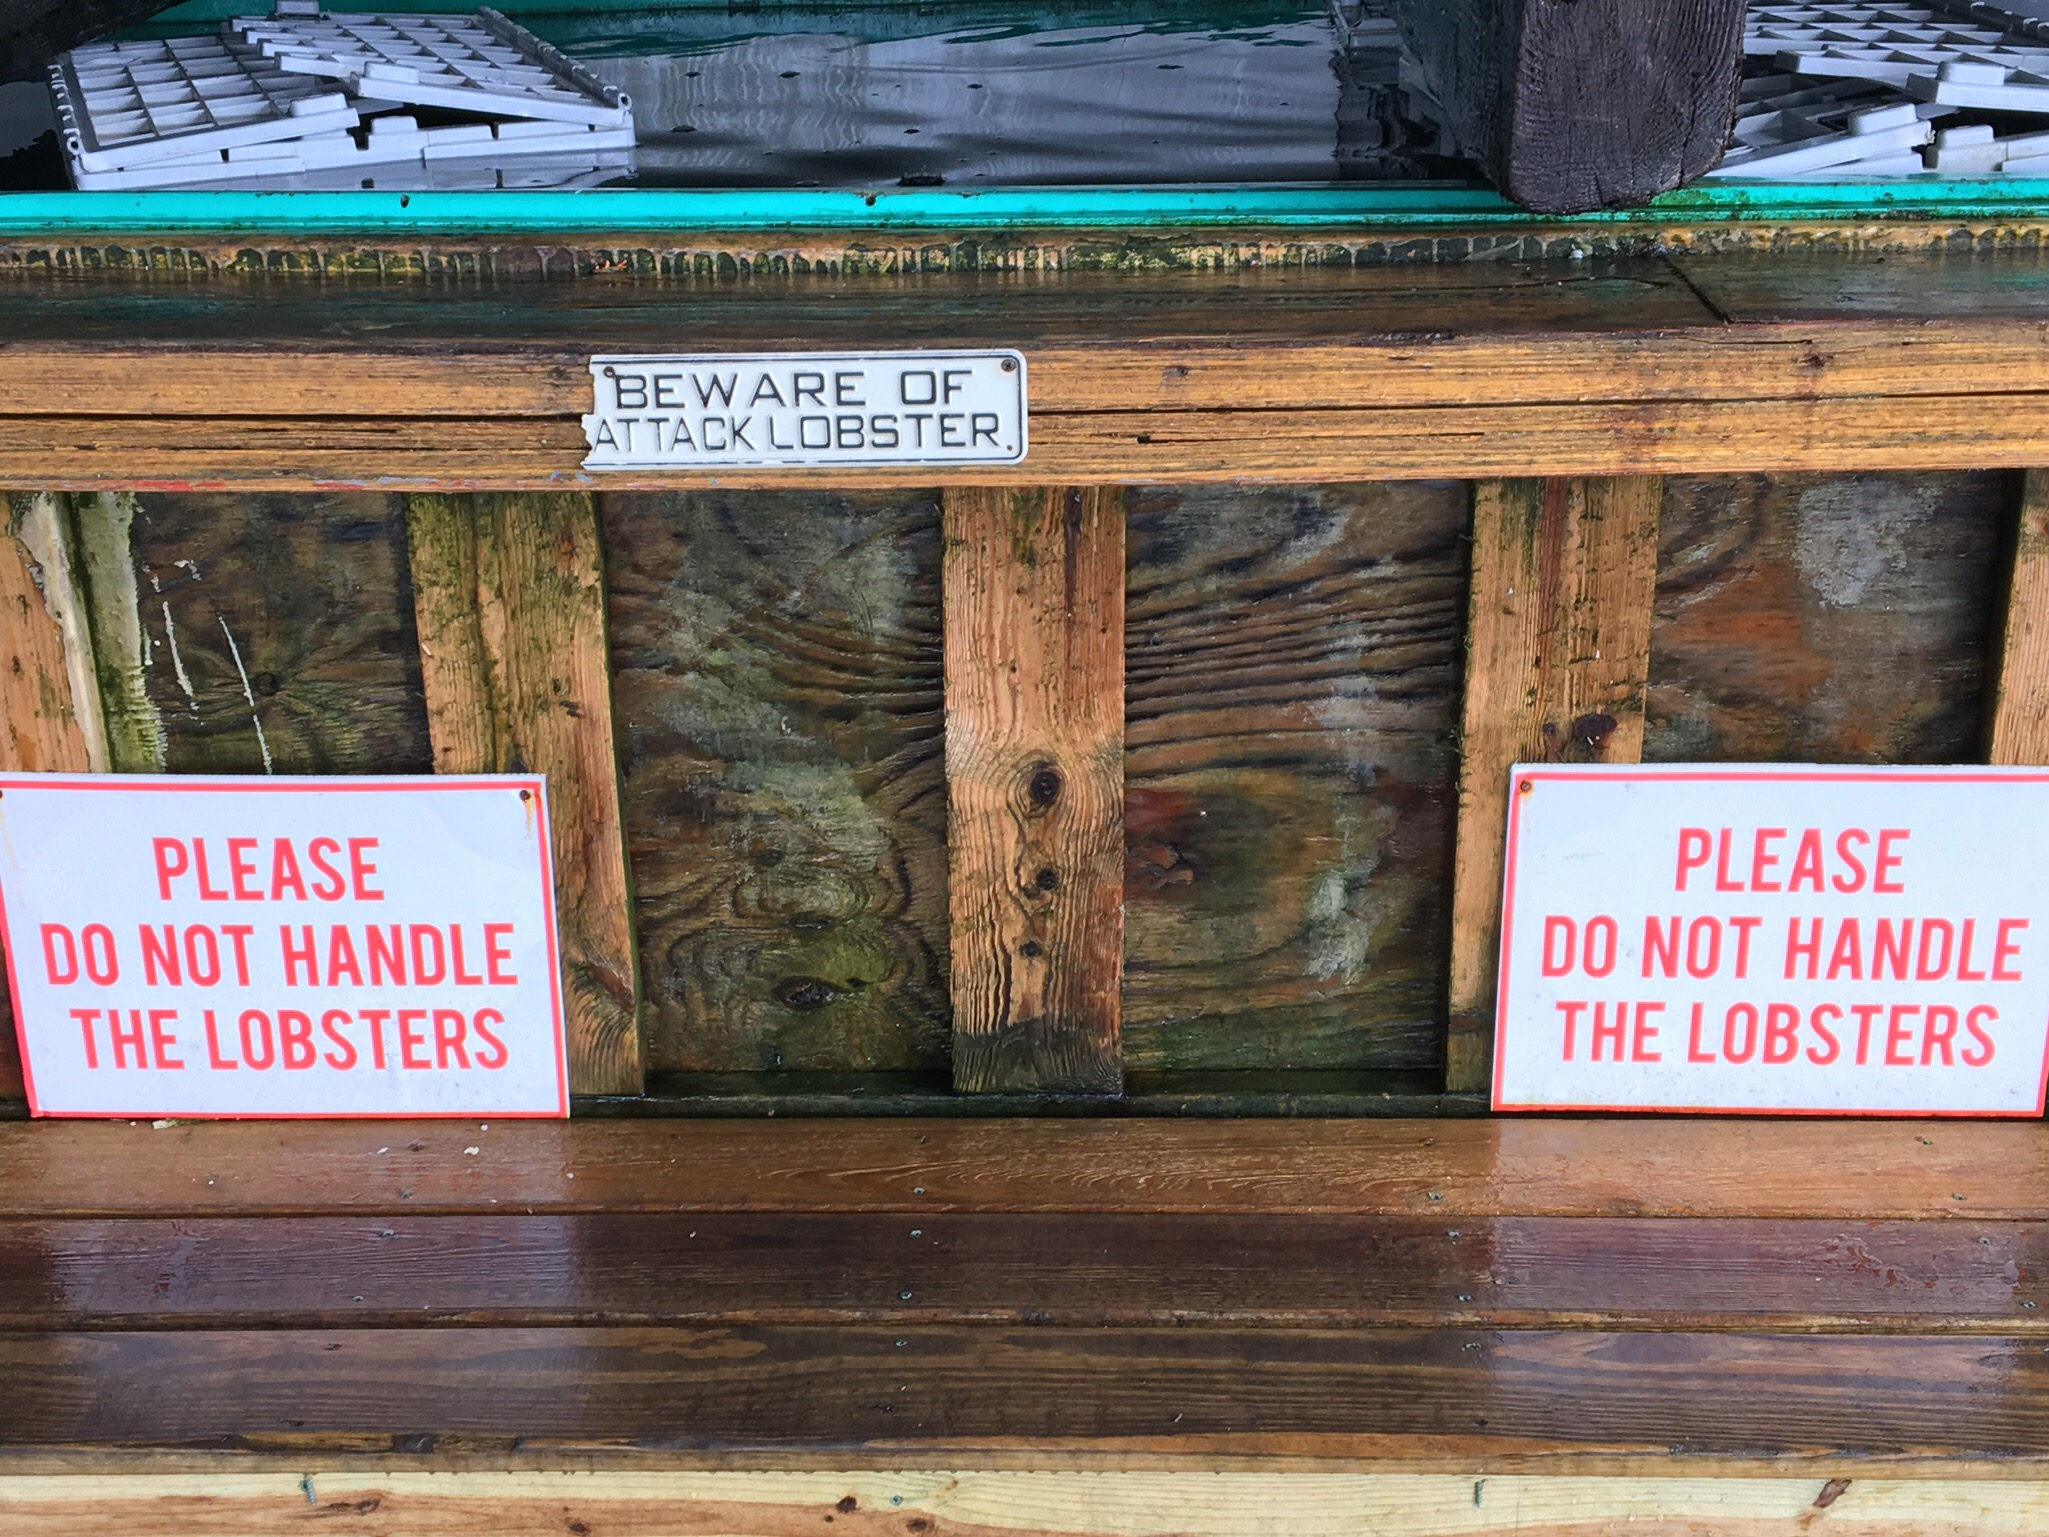 BEWARE OF
ATTACK LOBSTER.
PLEASE
DO NOT HANDLE
THE LOBSTERS
PLEASE
DO NOT HANDLE
THE LOBSTERS